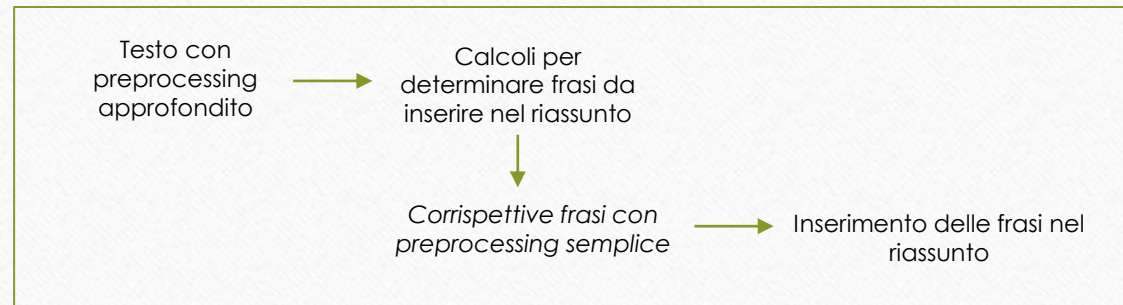 Testo con
preprocessing
approfondito
Calcoli per
determinare frasi da
inserire nel riassunto
Corrispettive frasi con
preprocessing semplice
Inserimento delle frasi nel
riassunto